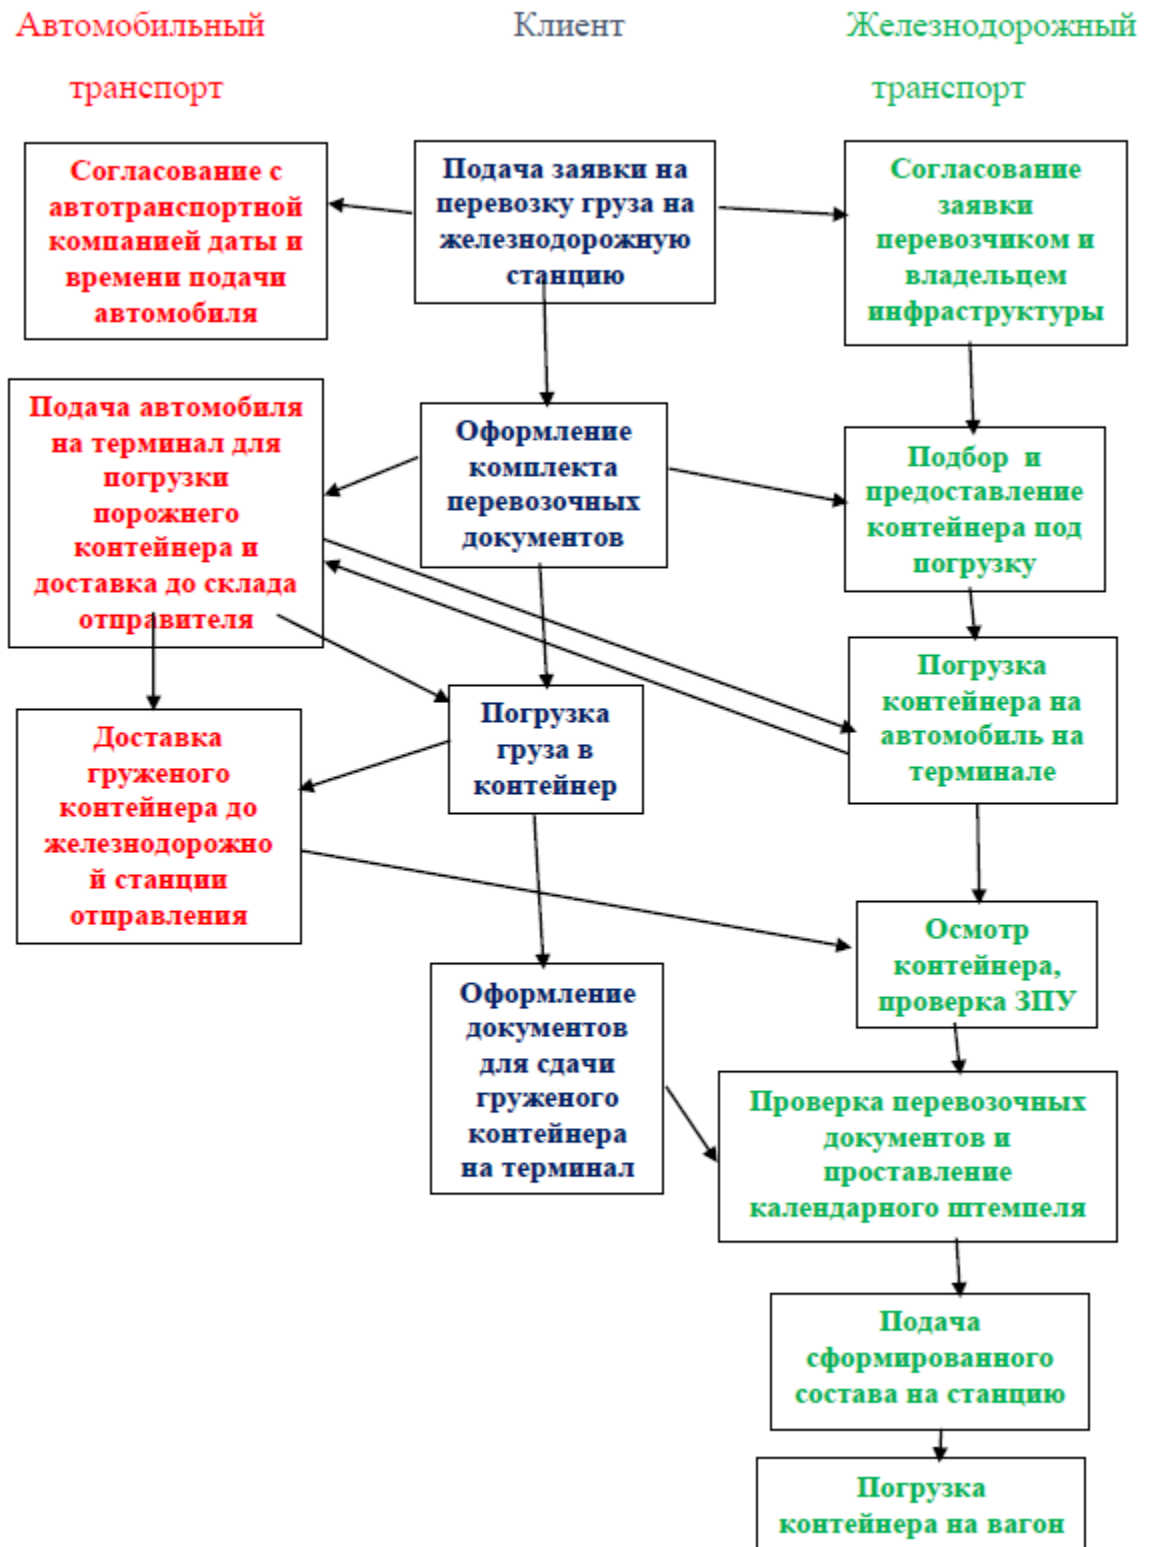 Автомобильный
транспорт
Клиент
Железнодорожный
транспорт
Согласование с
автотранспортной
компанией даты и
времени подачи
автомобиля
Подача заявки на
перевозку груза на
железнодорожную
станцию
Согласование
заявки
перевозчиком и
владельцем
инфраструктуры
Подача автомобиля
на терминал для
погрузки
порожнего
контейнера и
доставка до склада
отправителя
Оформление
комплекта
перевозочных
документов
Подбор и
предоставление
контейнера под
погрузку
Погрузка
груза в
контейнер
Погрузка
контейнера на
автомобиль на
терминале
Доставка
груженого
контейнера до
железнодорожно
й станции
отправления
Осмотр
контейнера,
проверка ЗПУ
Оформление
документов
для сдачи
груженого
контейнера
на терминал
Проверка перевозочных
документов и
проставление
календарного штемпеля
Подача
сформированного
состава на станцию
Погрузка
контейнера на вагон